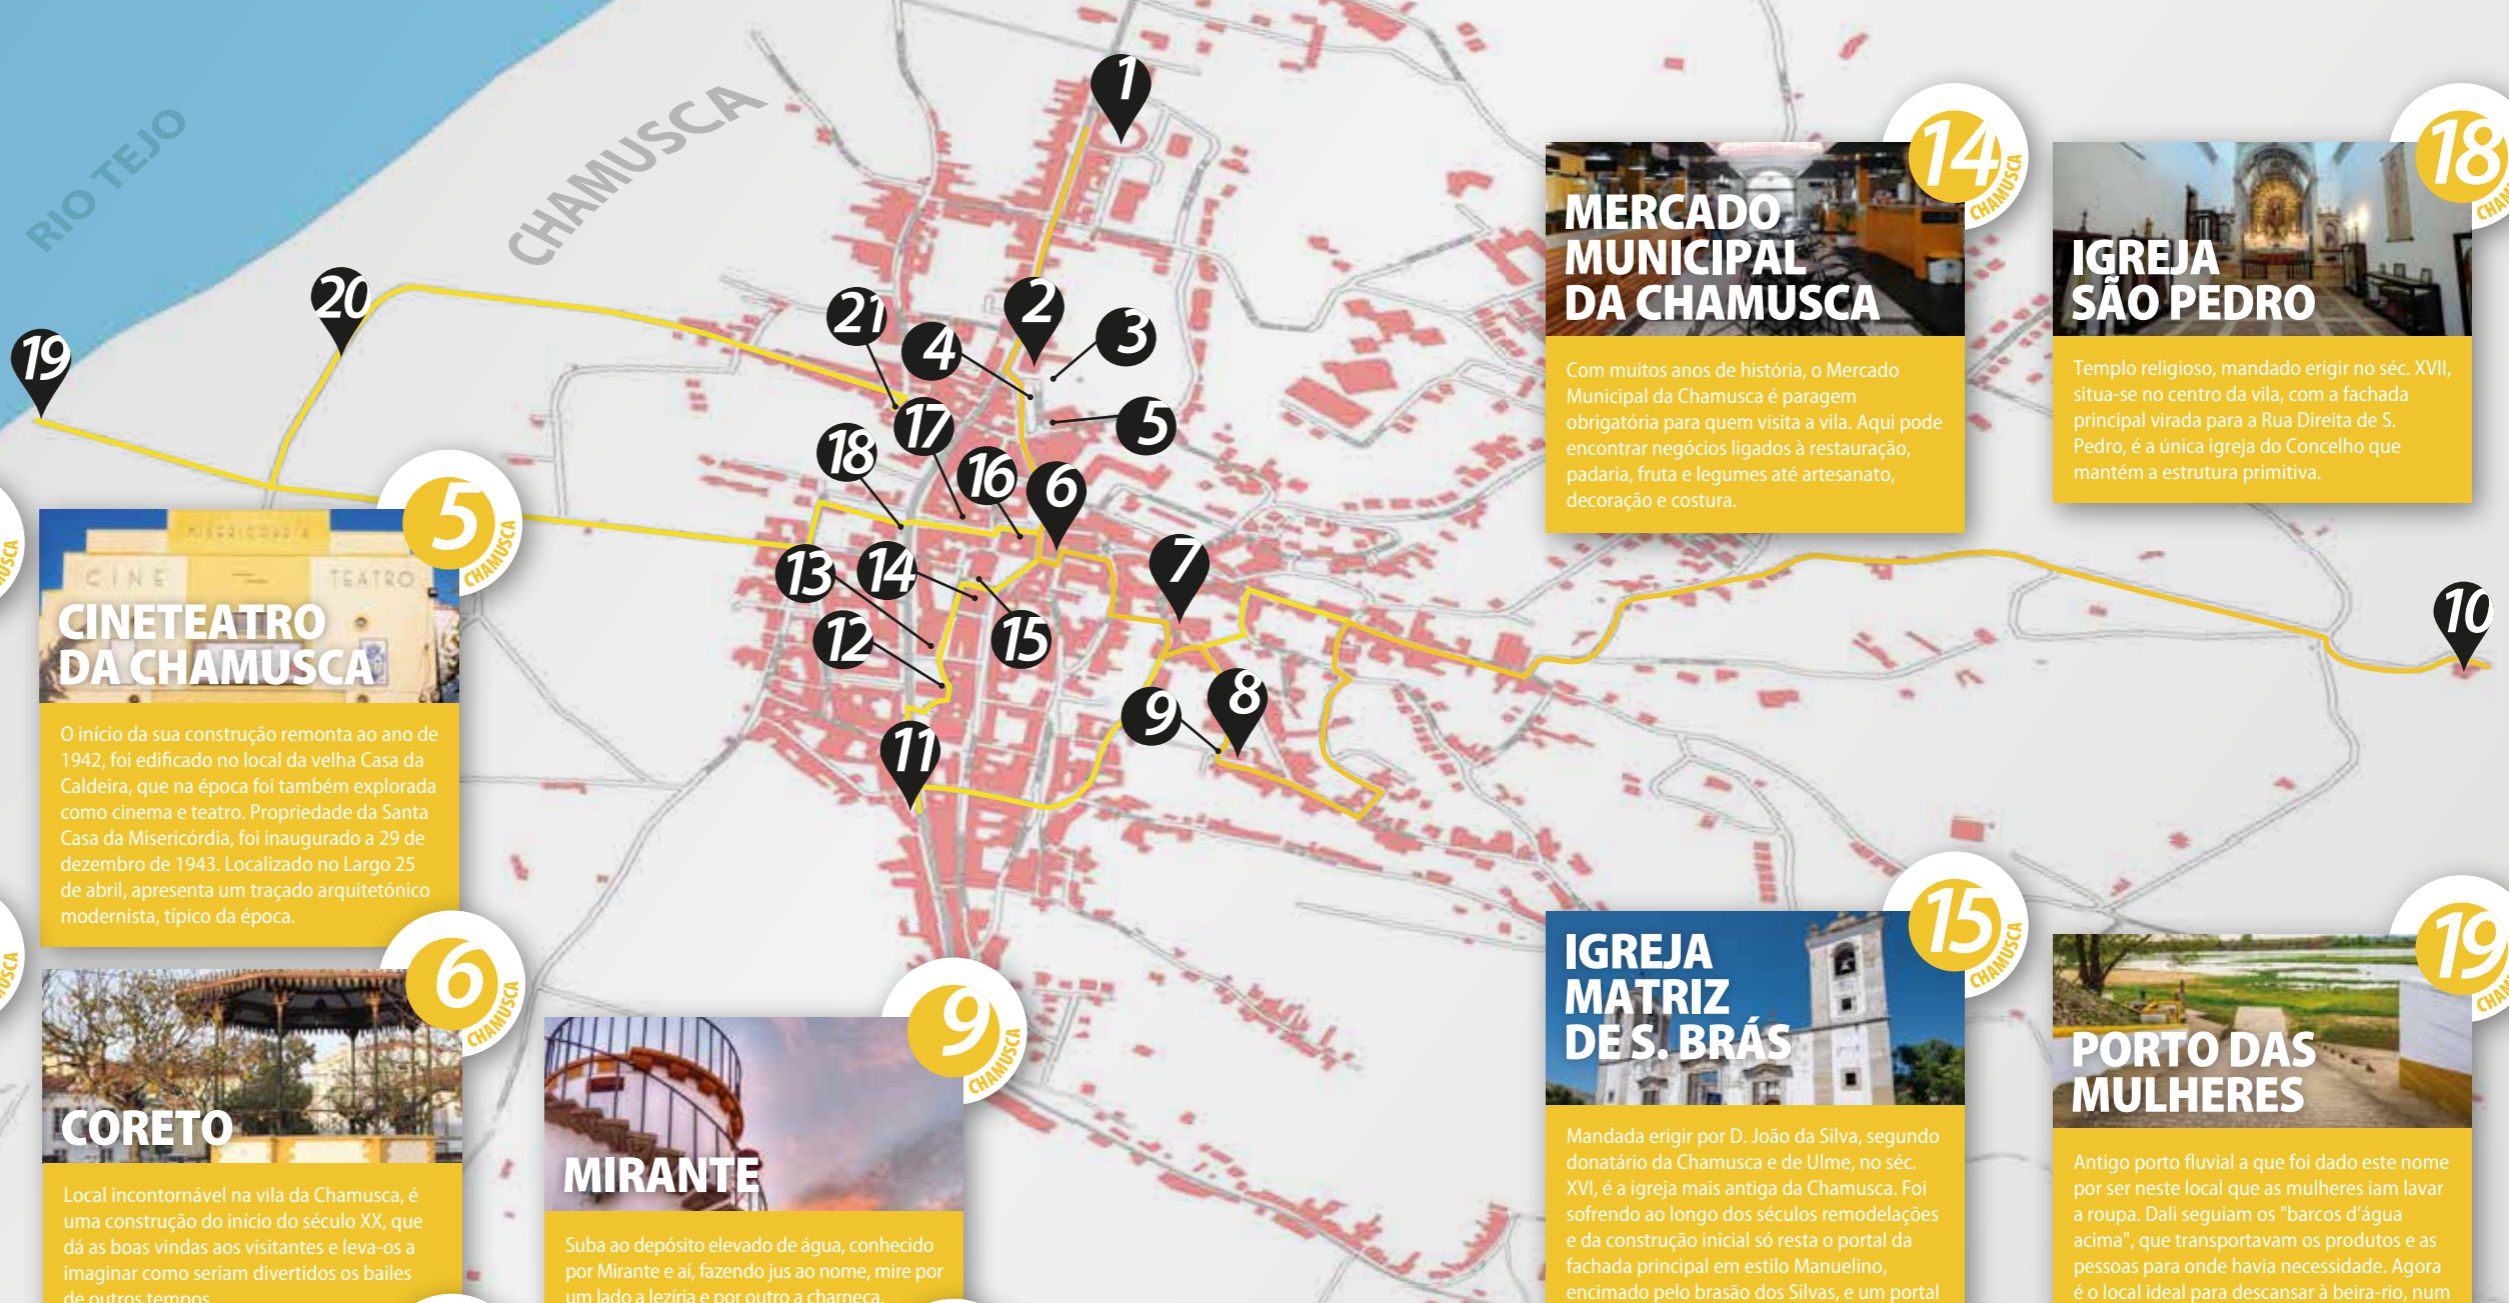 RIO TEJO
CHAMUSCA
1
2
3
4
5
6
7
8
9
10
11
12
13
14
15
16
17
18
19
20
21
5
CHAMUSCA
MISERICORDIA
CINE TEATRO
CINETEATRO
DA CHAMUSCA
O início da sua construção remonta ao ano de
1942, foi edificado no local da velha Casa da
Caldeira, que na época foi também explorada
como cinema e teatro. Propriedade da Santa
Casa da Misericórdia, foi inaugurado a 29 de
dezembro de 1943. Localizado no Largo 25
de abril, apresenta um traçado arquitetónico
modernista, típico da época.
6
CHAMUSCA
CORETO
Local incontornável na vila da Chamusca, é
uma construção do início do século XX, que
dá as boas vindas aos visitantes e leva-os a
imaginar como seriam divertidos os bailes
de outros tempos.
9
CHAMUSCA
MIRANTE
Suba ao depósito elevado de água, conhecido
por Mirante e aí, fazendo jus ao nome, mire por
um lado a lezíria e por outro a charneca.
14
CHAMUSCA
MERCADO
MUNICIPAL
DA CHAMUSCA
Com muitos anos de história, o Mercado
Municipal da Chamusca é paragem
obrigatória para quem visita a vila. Aqui pode
encontrar negócios ligados à restauração,
padaria, fruta e legumes até artesanato,
decoração e costura.
15
CHAMUSCA
IGREJA
MATRIZ
DE S. BRÁS
Mandada erigir por D. João da Silva, segundo
donatário da Chamusca e de Ulme, no séc.
XVI, é a igreja mais antiga da Chamusca. Foi
sofrendo ao longo dos séculos remodelações
e da construção inicial só resta o portal da
fachada principal em estilo Manuelino,
encimado pelo brasão dos Silvas, e um portal
18
CHAM
IGREJA
SÃO PEDRO
Templo religioso, mandado erigir no séc. XVII,
situa-se no centro da vila, com a fachada
principal virada para a Rua Direita de S.
Pedro, é a única igreja do Concelho que
mantém a estrutura primitiva.
19
CHAM
PORTO DAS
MULHERES
Antigo porto fluvial a que foi dado este nome
por ser neste local que as mulheres iam lavar
a roupa. Dali seguiam os "barcos d'água
acima", que transportavam os produtos e as
pessoas para onde havia necessidade. Agora
é o local ideal para descansar à beira-rio, num